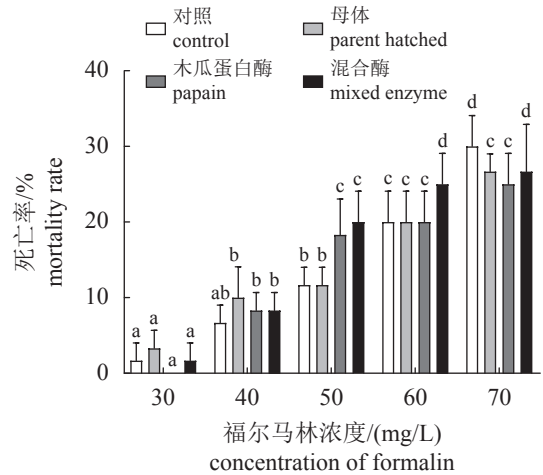 对照
control
母体
parent hatched
木瓜蛋白酶
papain
混合酶
mixed enzyme
死亡率/%
mortality rate
40
30
20
10
0
a a a a
ab b b b
b b c c
c c c d
d c c d
30 40 50 60 70
福尔马林浓度/(mg/L)
concentration of formalin